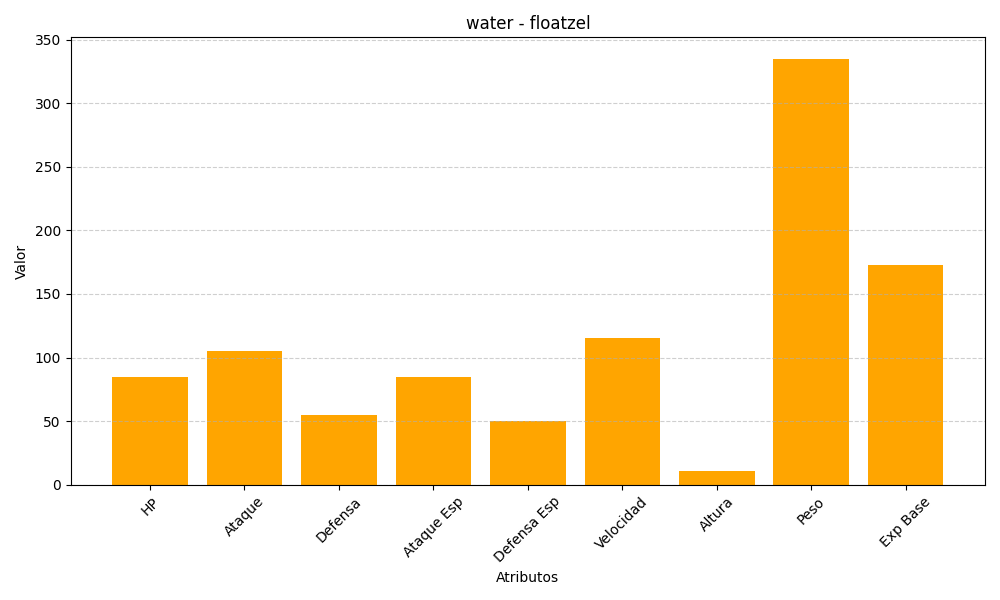 water - floatzel
Valor
350
300
250
200
150
100
50
0
HP
Ataque
Defensa
Ataque Esp
Defensa Esp
Velocidad
Altura
Peso
Exp Base
Atributos